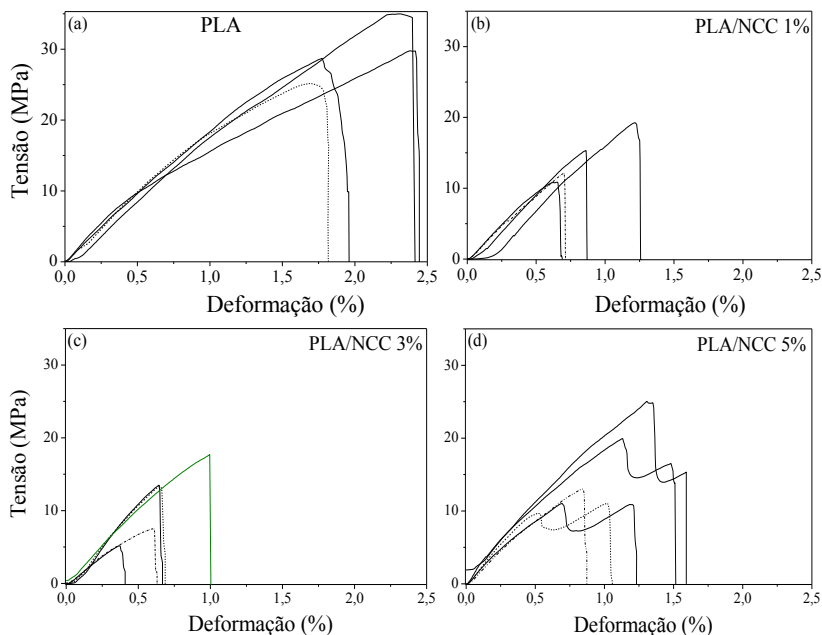 (a)
PLA
30
20
10
0
0,0 0,5 1,0 1,5 2,0 2,5
Tensão (MPa)
Deformação (%)
(b)
PLA/NCC 1%
30
20
10
0
0,0 0,5 1,0 1,5 2,0 2,5
Tensão (MPa)
Deformação (%)
(c)
PLA/NCC 3%
30
20
10
0
0,0 0,5 1,0 1,5 2,0 2,5
Tensão (MPa)
Deformação (%)
(d)
PLA/NCC 5%
30
20
10
0
0,0 0,5 1,0 1,5 2,0 2,5
Tensão (MPa)
Deformação (%)